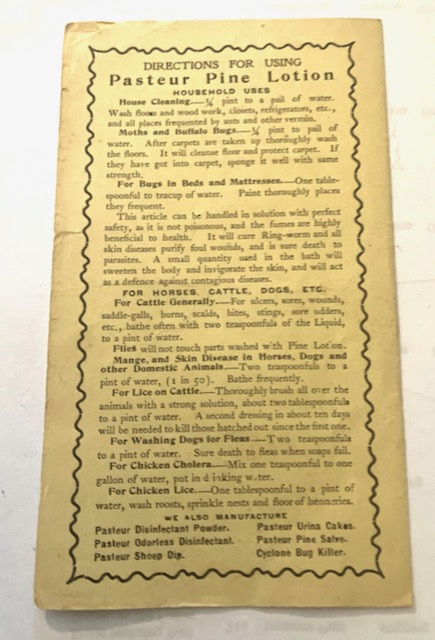 DIRECTIONS FOR USING
Pasteur Pine Lotion
HOUSEHOLD USES
House Cleaning—¼ pint to a pail of water.
Wash floors and wood work, closets, refrigerators, etc.,
and all places frequented by ants and other vermin.
Moths and Buffalo Bugs—¼ pint to pail of
water. After carpets are taken up thoroughly wash
the floors. It will cleanse floor and protect carpet. If
they have got into carpet, sponge it well with same
strength.
For Bugs in Beds and Mattresses.—One table-
spoonful to teacup of water. Paint thoroughly places
they frequent.
This article can be handled in solution with perfect
safety, as it is not poisonous, and the fumes are highly
beneficial to health. It will cure Ring-worm and all
skin diseases purify foul wounds, and is sure death to
parasites. A small quantity used in the bath will
sweeten the body and invigorate the skin, and will act
as a defence against contagious diseases.
FOR HORSES, CATTLE, DOGS, ETC.
For Cattle Generally—For ulcers, sores, wounds,
saddle-galls, burns, scalds, bites, stings, sore udders,
etc., bathe often with two teaspoonfuls of the Liquid,
to a pint of water.
Flies will not touch parts washed with Pine Lotion.
Mange, and Skin Disease in Horses, Dogs and
other Domestic Animals—Two teaspoonfuls to a
pint of water, (1 in 50). Bathe frequently.
For Lice on Cattle—Thoroughly brush all over the
animals with a strong solution, about two tablespoonfuls
to a pint of water. A second dressing in about ten days
will be needed to kill those hatched out since the first one.
For Washing Dogs for Fleas—Two teaspoonfuls
to a pint of water. Sure death to fleas when soaps fail.
For Chicken Cholera—Mix one teaspoonful to one
gallon of water, put in drinking water.
For Chicken Lice.—One tablespoonful to a pint of
water, wash roosts, sprinkle nests and floor of henneries.
WE ALSO MANUFACTURE
Pasteur Disinfectant Powder. Pasteur Urina Cakes.
Pasteur Odorless Disinfectant. Pasteur Pine Salve.
Pasteur Sheep Dip. Cyclone Bug Killer.